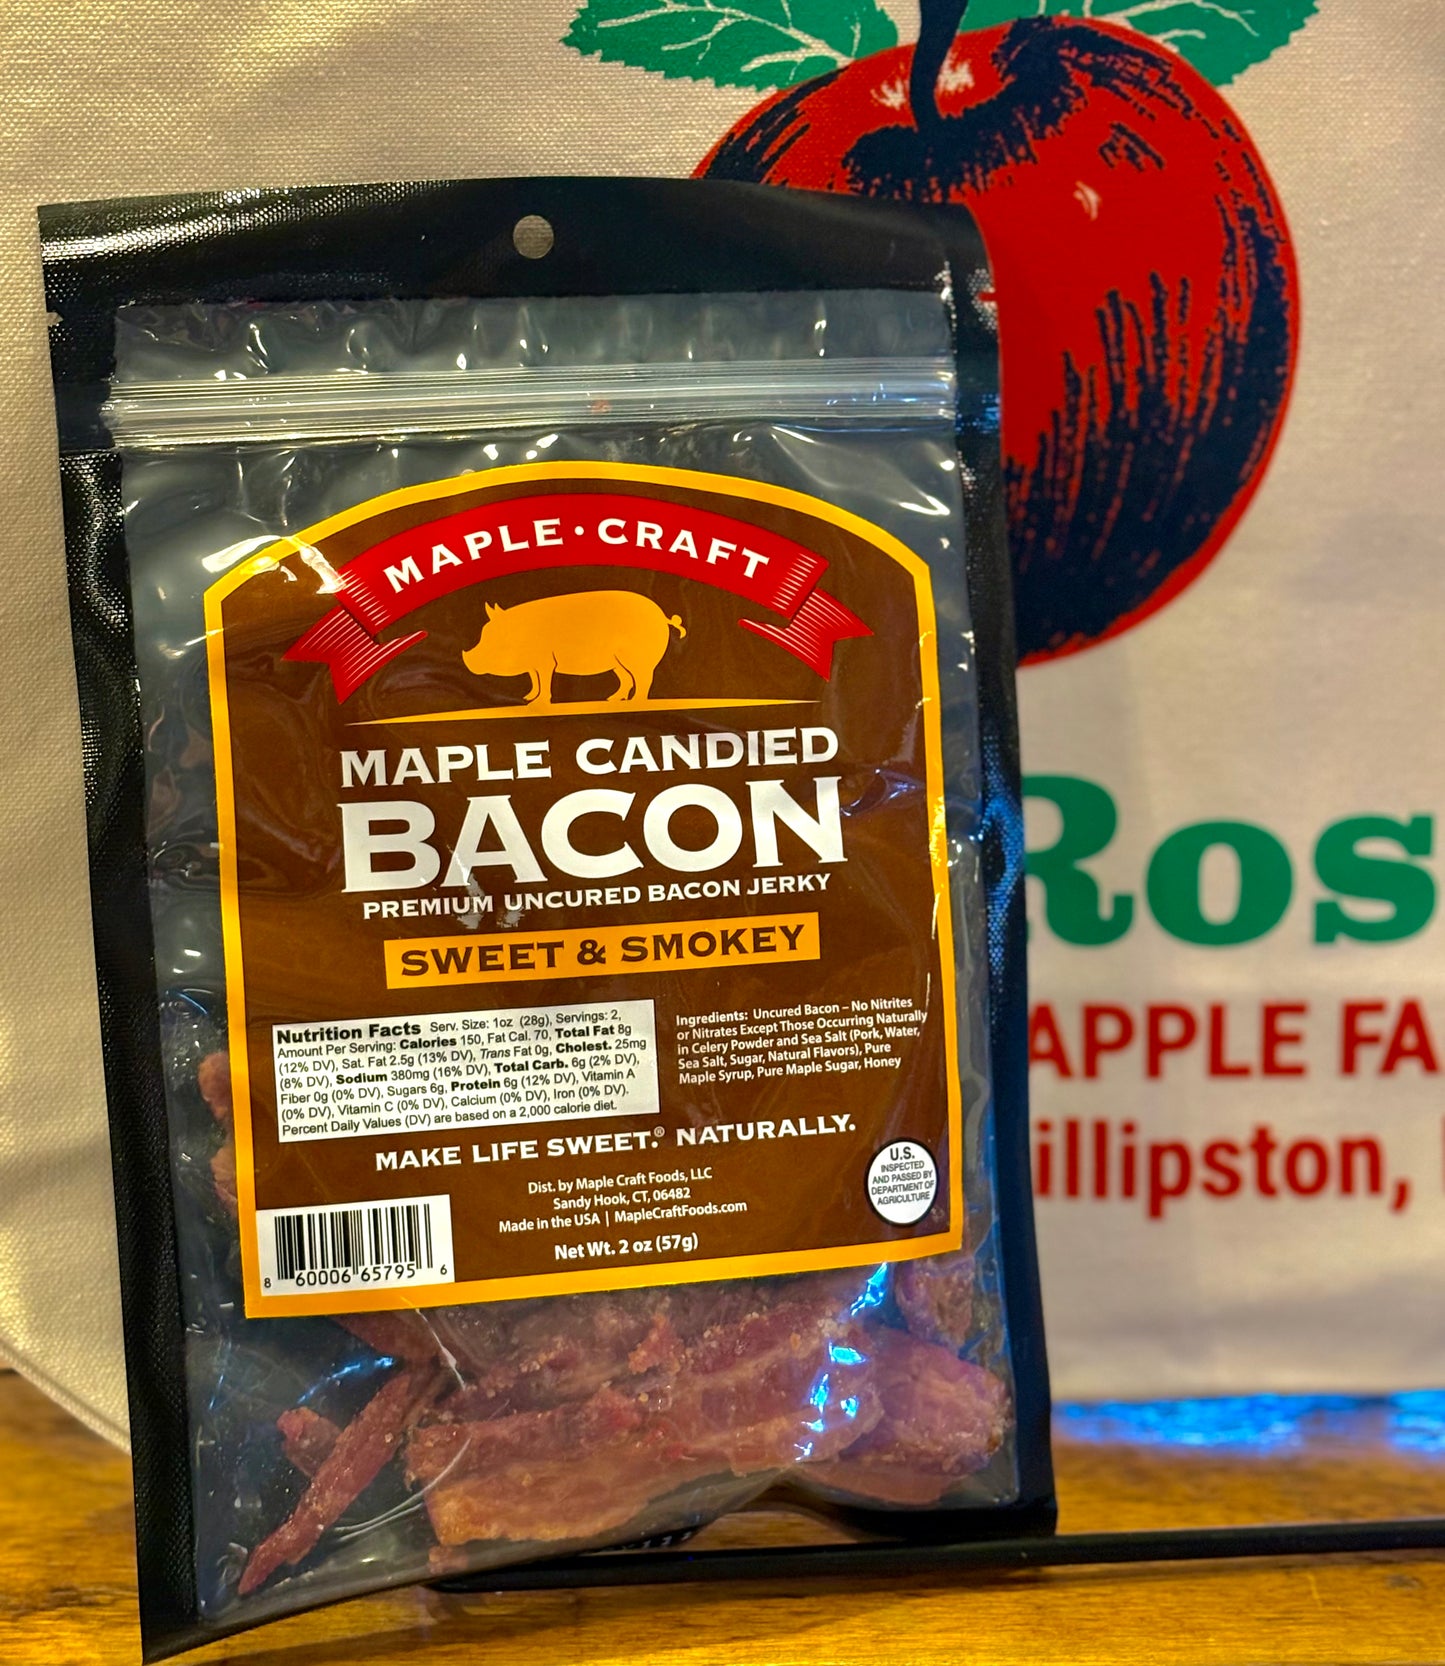 MAPLE · CRAFT
MAPLE CANDIED
BACON
PREMIUM UNCURED BACON JERKY
SWEET & SMOKEY
Nutrition Facts Serv. Size: 1oz (28g), Servings: 2,
Amount Per Serving: Calories 150, Fat Cal. 70, Total Fat 8g
(12% DV), Sat. Fat 2.5g (13% DV), Trans Fat 0g, Cholest. 25mg
(8% DV), Sodium 380mg (16% DV), Total Carb. 6g (2% DV),
Fiber 0g (0% DV), Sugars 6g, Protein 6g (12% DV), Vitamin A
(0% DV), Vitamin C (0% DV), Calcium (0% DV), Iron (0% DV).
Percent Daily Values (DV) are based on a 2,000 calorie diet.
Ingredients: Uncured Bacon – No Nitrites
or Nitrates Except Those Occurring Naturally
in Celery Powder and Sea Salt (Pork, Water,
Sea Salt, Sugar, Natural Flavors), Pure
Maple Syrup, Pure Maple Sugar, Honey
MAKE LIFE SWEET.® NATURALLY.
Dist. by Maple Craft Foods, LLC
Sandy Hook, CT, 06482
Made in the USA | MapleCraftFoods.com
Net Wt. 2 oz (57g)
U.S.
INSPECTED
AND PASSED BY
DEPARTMENT OF
AGRICULTURE
8 60006 65795 6
Ros
APPLE FA
illipston,